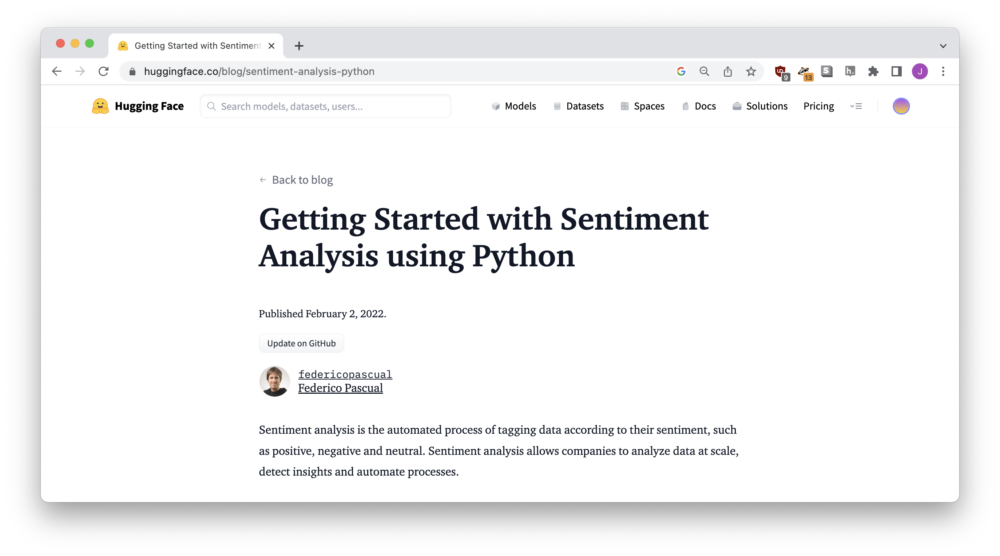 Getting Started with Sentiment
huggingface.co/blog/sentiment-analysis-python
9
13
S
h.
J
Hugging Face
Search models, datasets, users...
Models
Datasets
Spaces
Docs
Solutions
Pricing
Back to blog
Getting Started with Sentiment
Analysis using Python
Published February 2, 2022.
Update on GitHub
federicopascual
Federico Pascual
Sentiment analysis is the automated process of tagging data according to their sentiment, such
as positive, negative and neutral. Sentiment analysis allows companies to analyze data at scale,
detect insights and automate processes.